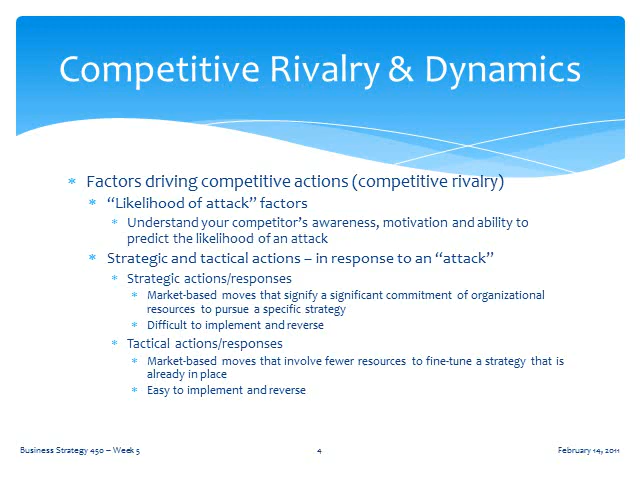 Competitive Rivalry & Dynamics
* Factors driving competitive actions (competitive rivalry)
* “Likelihood of attack” factors
* Understand your competitor’s awareness, motivation and ability to
predict the likelihood of an attack
* Strategic and tactical actions – in response to an “attack”
* Strategic actions/responses
* Market-based moves that signify a significant commitment of organizational
resources to pursue a specific strategy
* Difficult to implement and reverse
* Tactical actions/responses
* Market-based moves that involve fewer resources to fine-tune a strategy that is
already in place
* Easy to implement and reverse
Business Strategy 450 – Week 5 4 February 14, 2011